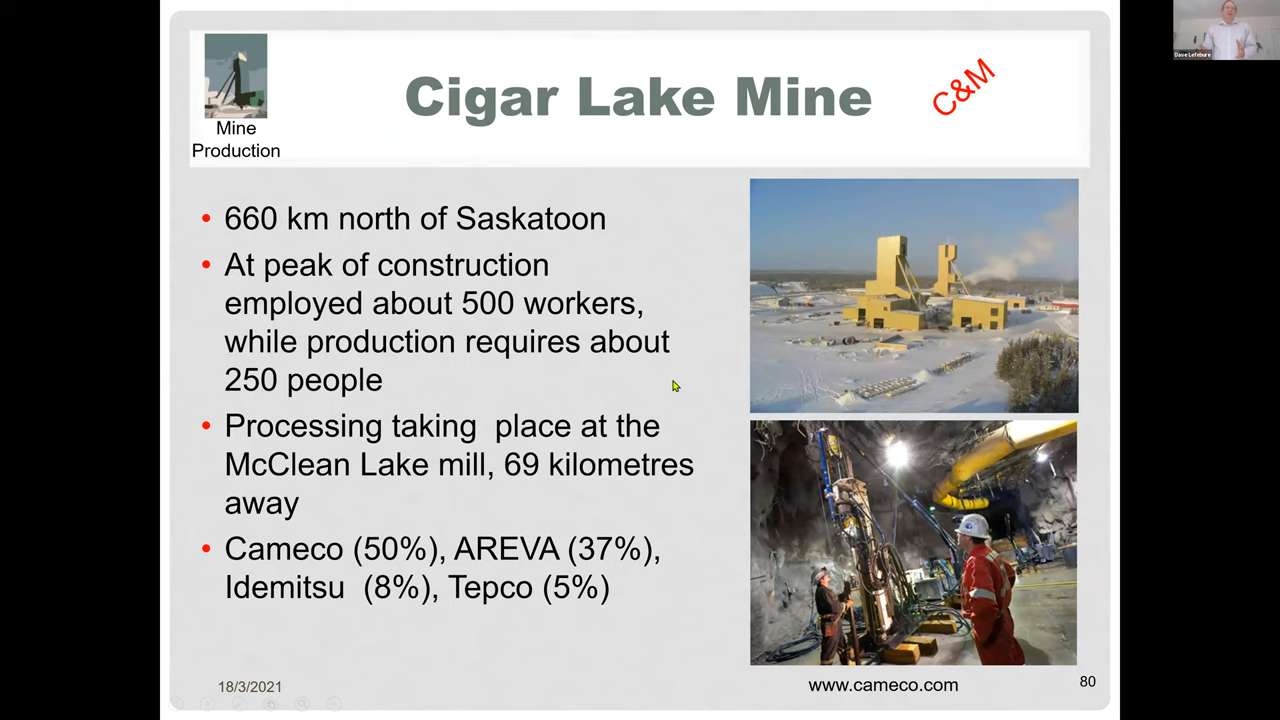 Mine
Production
Cigar Lake Mine
C&M
Dave Lefebure
• 660 km north of Saskatoon
• At peak of construction
employed about 500 workers,
while production requires about
250 people
• Processing taking place at the
McClean Lake mill, 69 kilometres
away
• Cameco (50%), AREVA (37%),
Idemitsu (8%), Tepco (5%)
18/3/2021
www.cameco.com
80